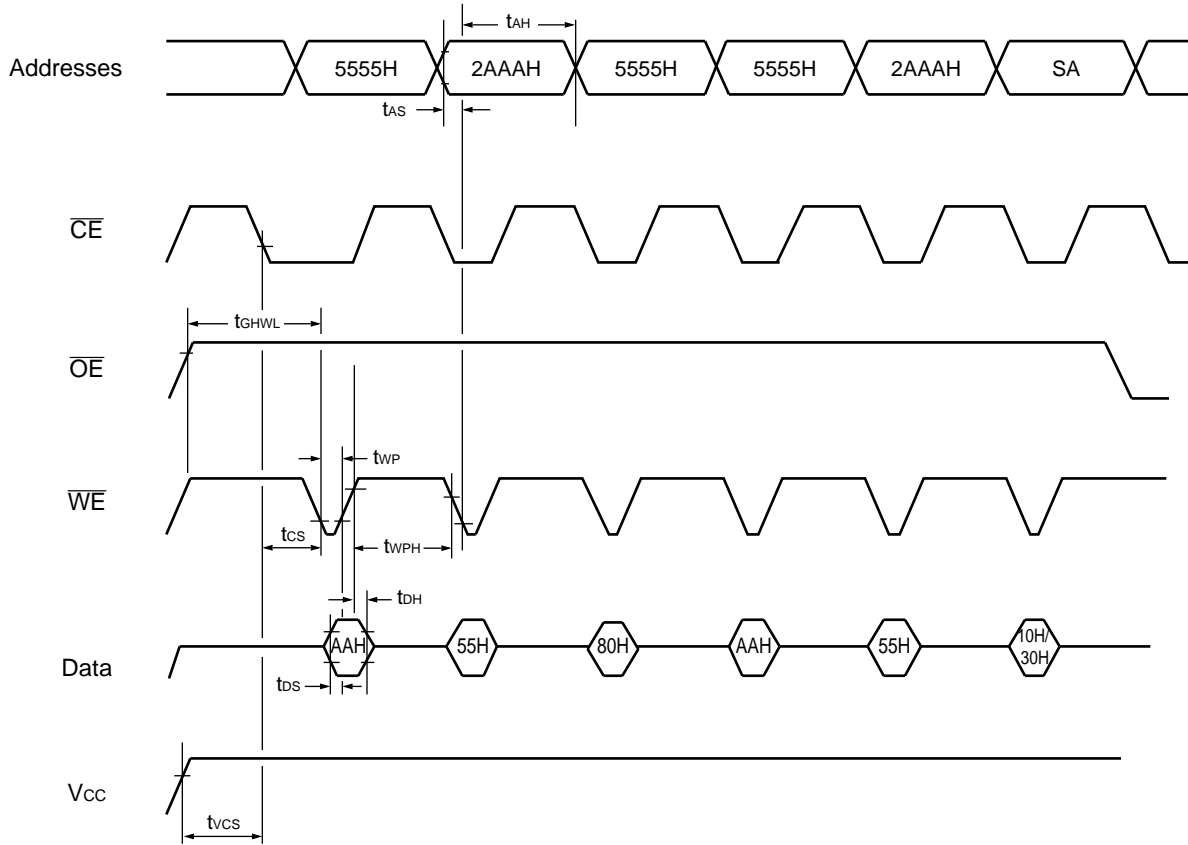 tAH
Addresses 5555H 2AAAH 5555H 5555H 2AAAH SA
tAS
CE
tGHWL
OE
tWP
WE
tCS tWPH
tDH
Data AAH 55H 80H AAH 55H 10H/
30H
tDS
VCC
tVCS